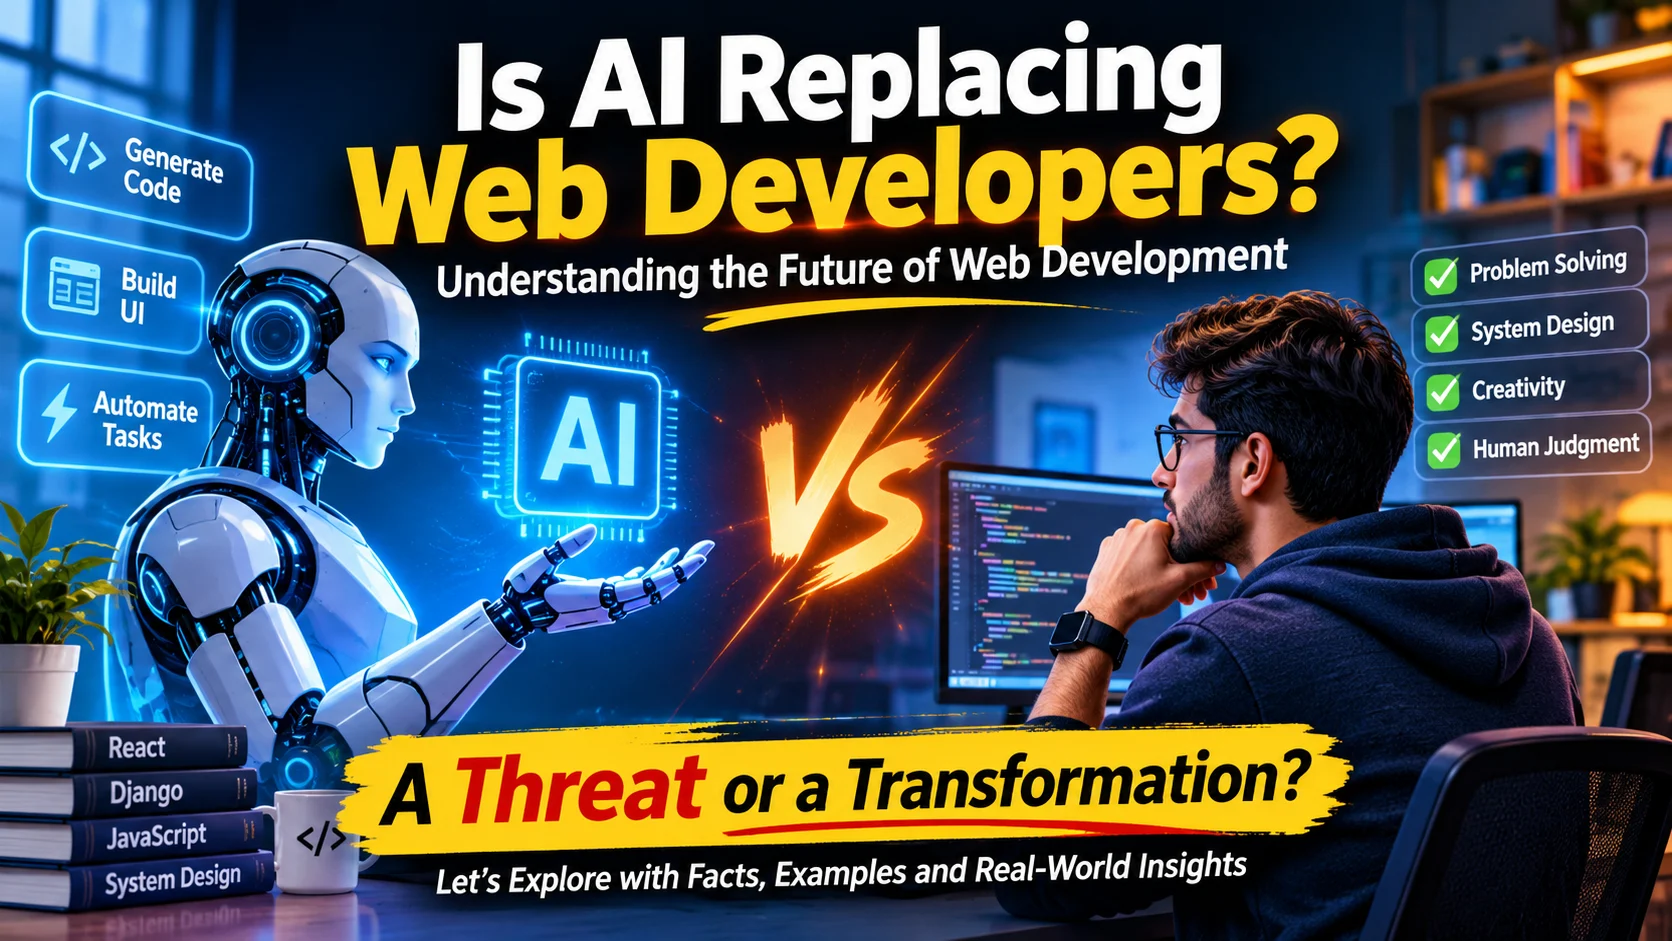 Is AI Replacing
Web Developers?
Understanding the Future of Web Development
</> Generate
Code
Build
UI
Automate
Tasks
AI
VS
Problem Solving
System Design
Creativity
Human Judgment
React
Django
JavaScript
System Design
</>
A Threat or a Transformation?
Let's Explore with Facts, Examples and Real-World Insights